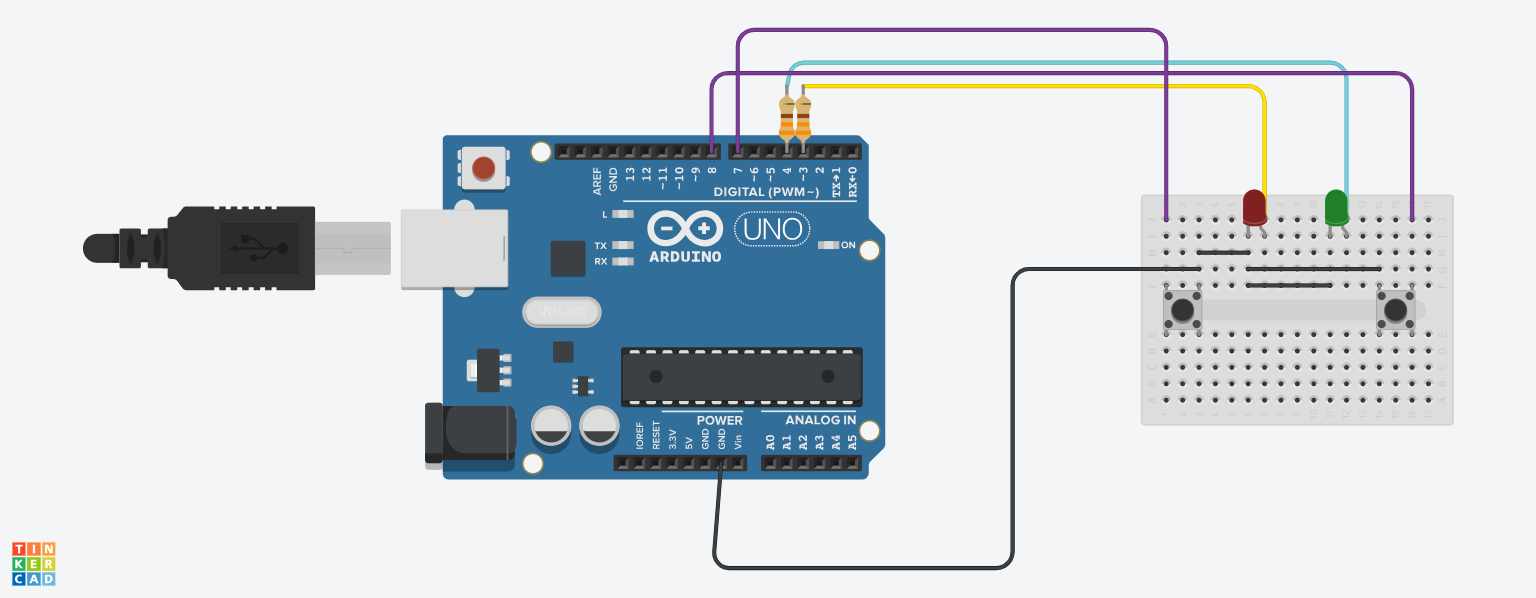 AREF
GND
13
12
~11
~10
~9
8
7
~6
~5
4
~3
2
TX→1
RX←0
DIGITAL (PWM~)
L
TX
RX
ON
UNO
ARDUINO
SPK16.000G
POWER
ANALOG IN
IOREF
RESET
3.3V
5V
GND
GND
Vin
A0
A1
A2
A3
A4
A5
J
I
H
G
F
E
D
C
B
A
TIN
KER
CAD